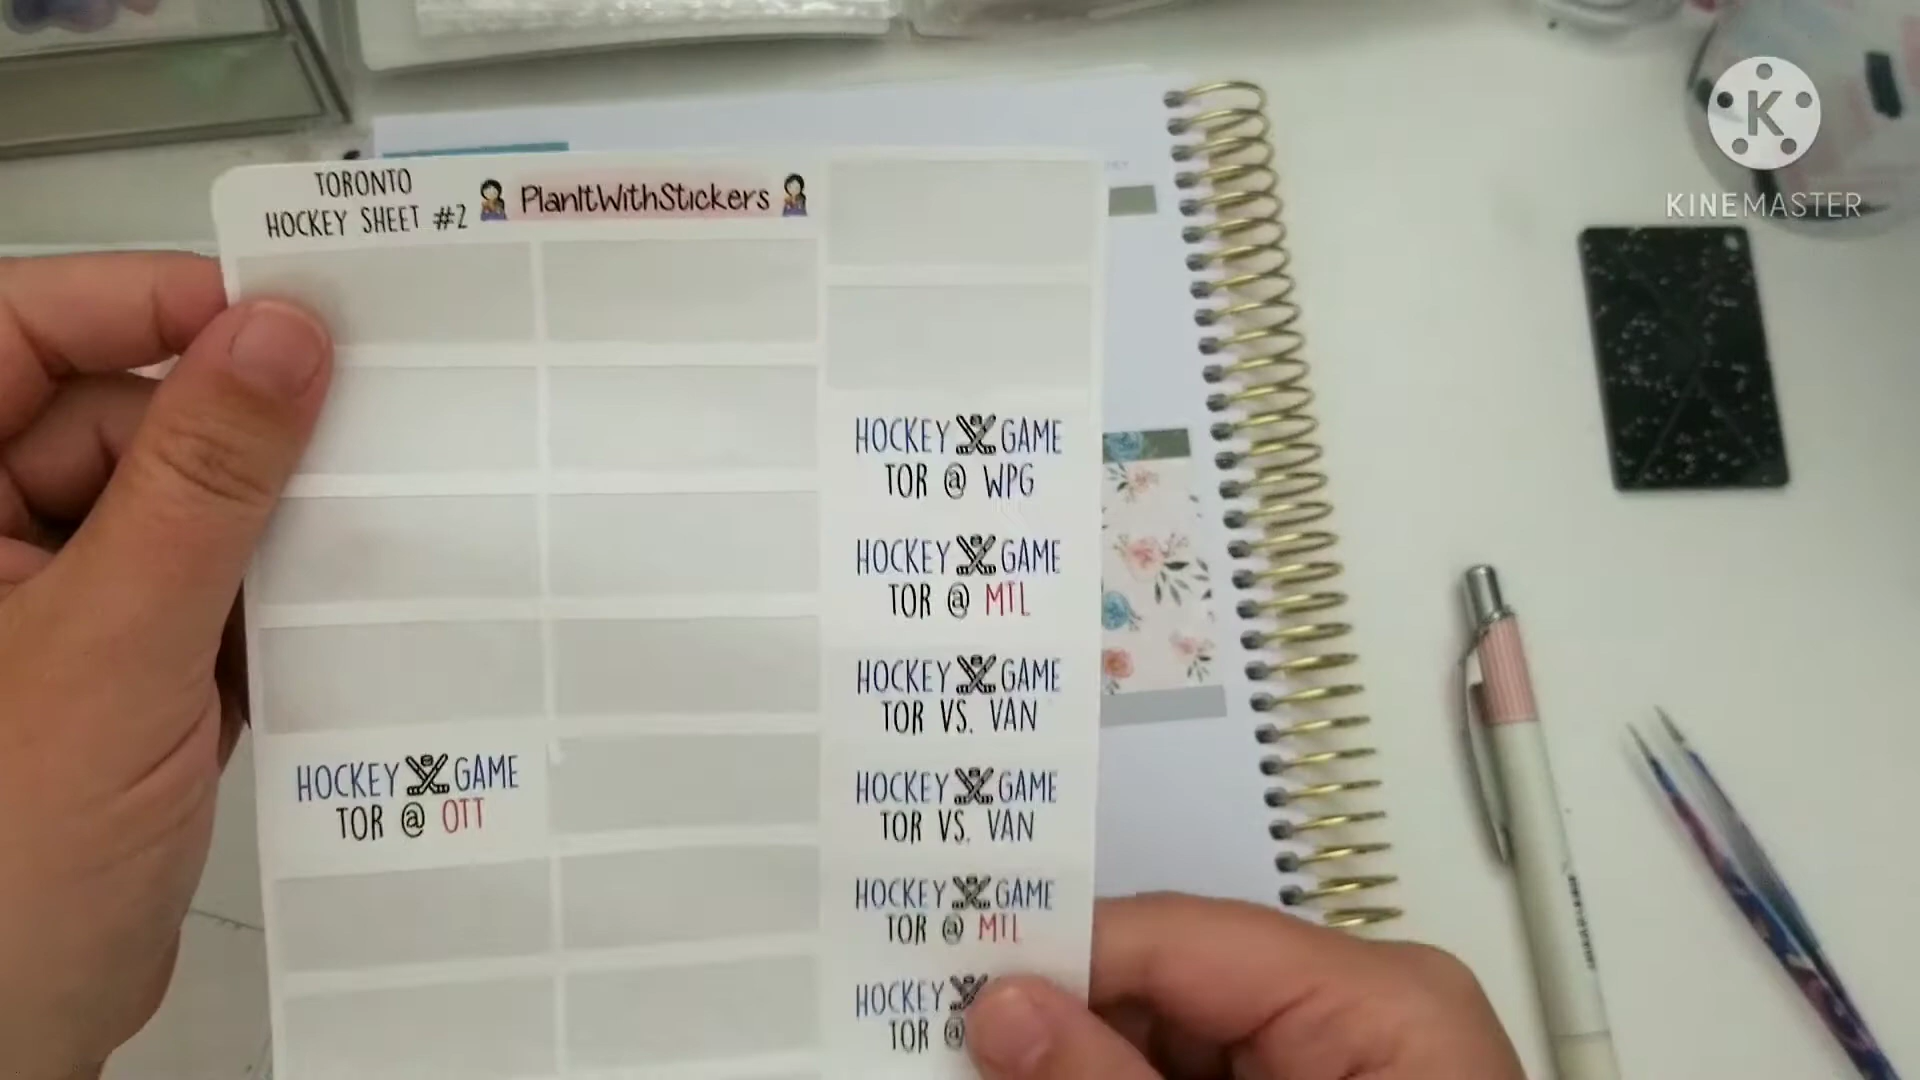 TORONTO
HOCKEY SHEET #2
PlanItWithStickers
HOCKEY GAME
TOR @ OTT
HOCKEY GAME
TOR @ WPG
HOCKEY GAME
TOR @ MTL
HOCKEY GAME
TOR VS. VAN
HOCKEY GAME
TOR VS. VAN
HOCKEY GAME
TOR @ MTL
HOCKEY
TOR @
K
KINEMASTER